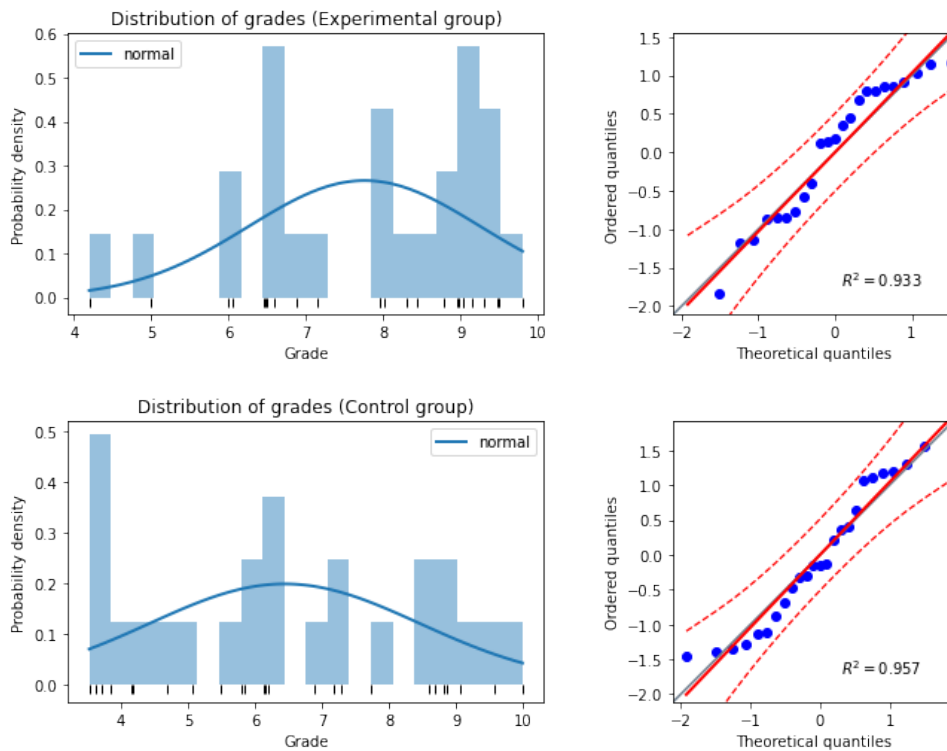 Distribution of grades (Experimental group)
normal
Probability density
0.6
0.5
0.4
0.3
0.2
0.1
0.0
4 5 6 7 8 9 10
Grade
Ordered quantiles
1.5
1.0
0.5
0.0
−0.5
−1.0
−1.5
−2.0
R² = 0.933
−2 −1 0 1
Theoretical quantiles
Distribution of grades (Control group)
normal
Probability density
0.5
0.4
0.3
0.2
0.1
0.0
4 5 6 7 8 9 10
Grade
Ordered quantiles
1.5
1.0
0.5
0.0
−0.5
−1.0
−1.5
−2.0
R² = 0.957
−2 −1 0 1
Theoretical quantiles